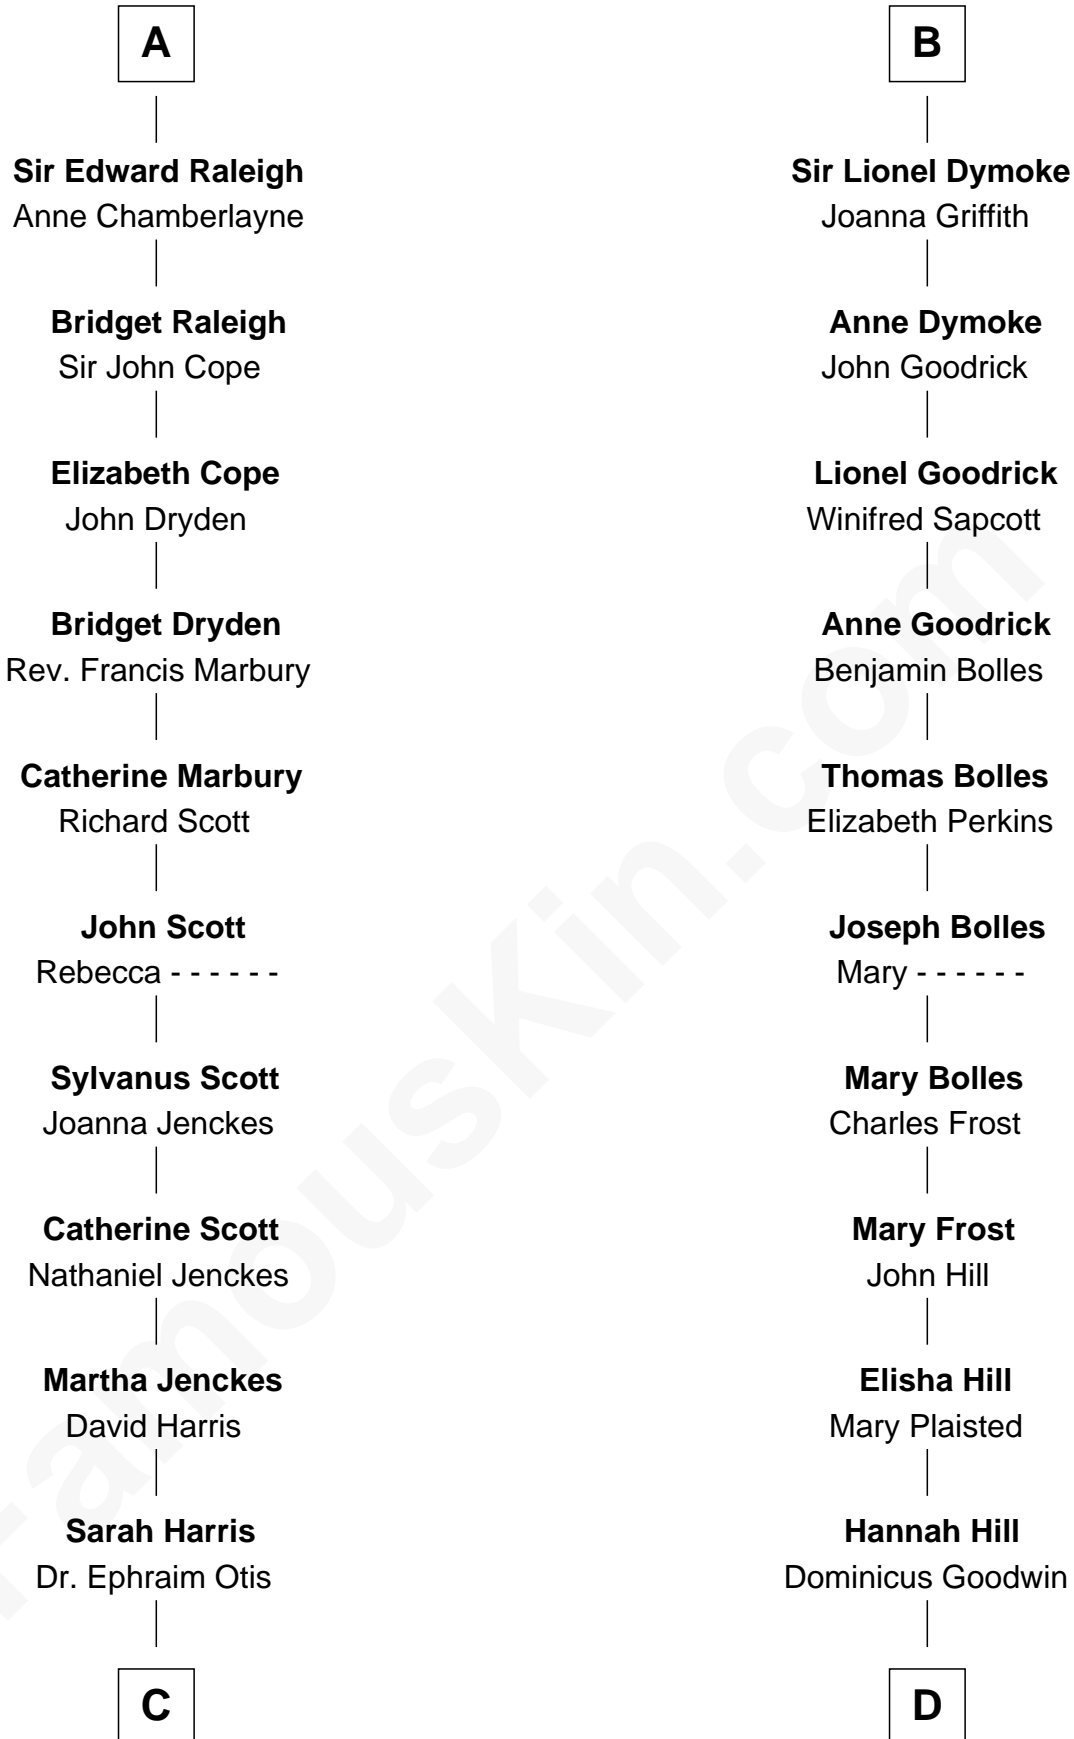 A
Sir Edward Raleigh
Anne Chamberlayne
Bridget Raleigh
Sir John Cope
Elizabeth Cope
John Dryden
Bridget Dryden
Rev. Francis Marbury
Catherine Marbury
Richard Scott
John Scott
Rebecca - - - - - -
Sylvanus Scott
Joanna Jenckes
Catherine Scott
Nathaniel Jenckes
Martha Jenckes
David Harris
Sarah Harris
Dr. Ephraim Otis
C
B
Sir Lionel Dymoke
Joanna Griffith
Anne Dymoke
John Goodrick
Lionel Goodrick
Winifred Sapcott
Anne Goodrick
Benjamin Bolles
Thomas Bolles
Elizabeth Perkins
Joseph Bolles
Mary - - - - - -
Mary Bolles
Charles Frost
Mary Frost
John Hill
Elisha Hill
Mary Plaisted
Hannah Hill
Dominicus Goodwin
D
FamousKin.com